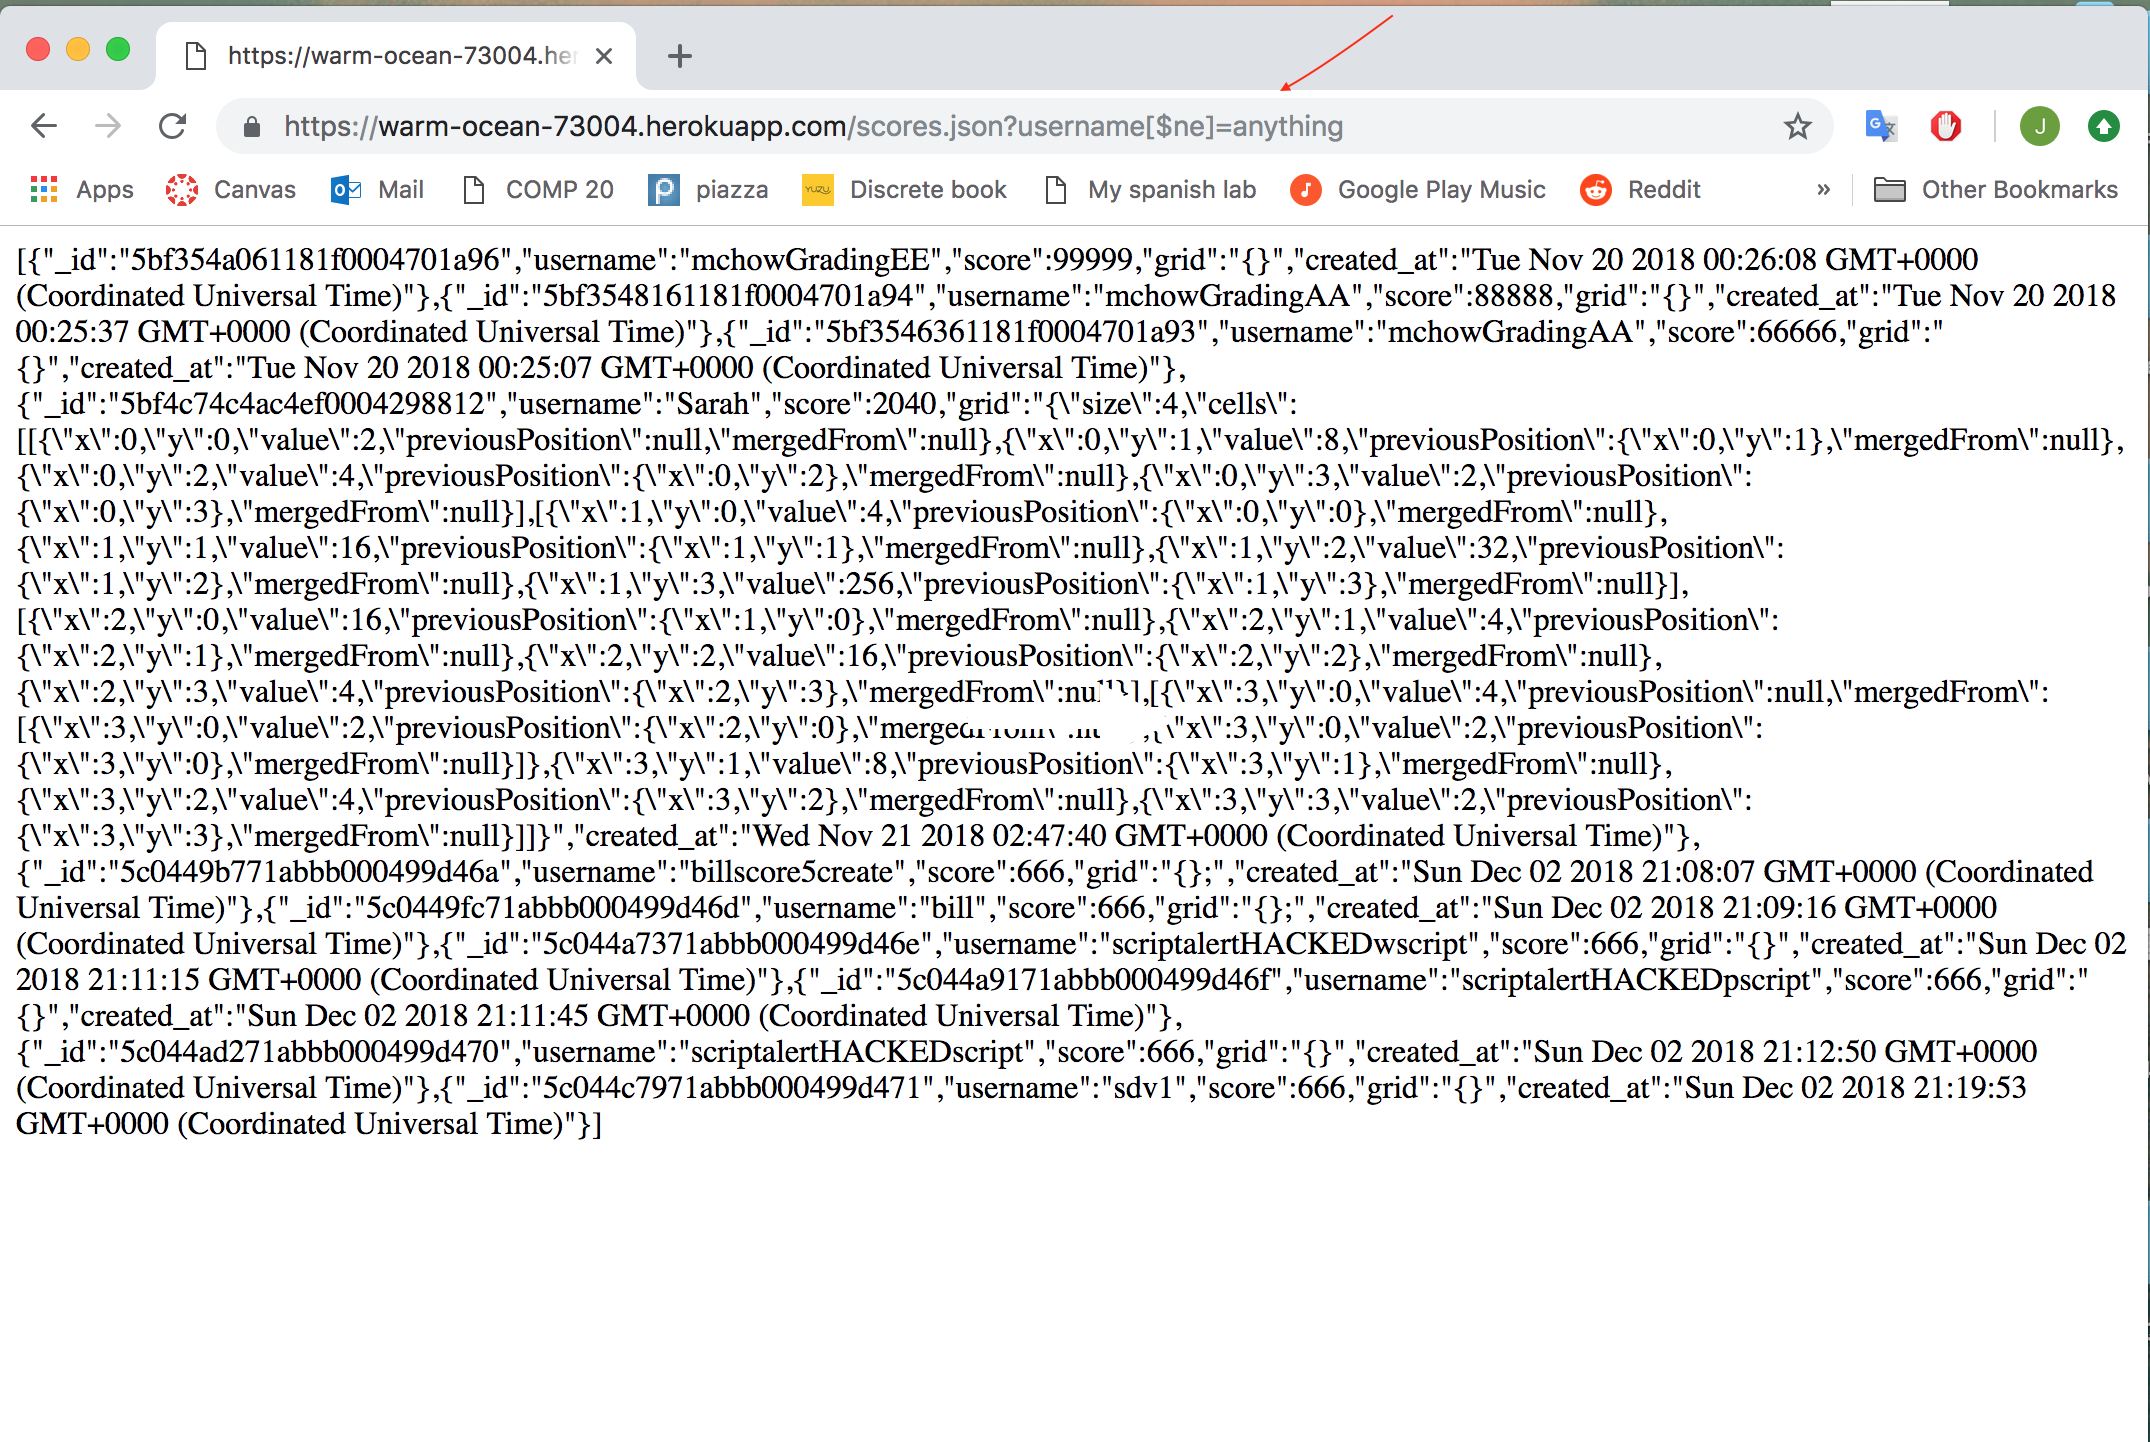 https://warm-ocean-73004.her
https://warm-ocean-73004.herokuapp.com/scores.json?username[$ne]=anything
J
Apps Canvas Mail COMP 20 piazza YUZU Discrete book My spanish lab Google Play Music Reddit » Other Bookmarks
[{"_id":"5bf354a061181f0004701a96","username":"mchowGradingEE","score":99999,"grid":"{}","created_at":"Tue Nov 20 2018 00:26:08 GMT+0000
(Coordinated Universal Time)"},{"_id":"5bf3548161181f0004701a94","username":"mchowGradingAA","score":88888,"grid":"{}","created_at":"Tue Nov 20 2018
00:25:37 GMT+0000 (Coordinated Universal Time)"},{"_id":"5bf3546361181f0004701a93","username":"mchowGradingAA","score":66666,"grid":"
{}","created_at":"Tue Nov 20 2018 00:25:07 GMT+0000 (Coordinated Universal Time)"},
{"_id":"5bf4c74c4ac4ef0004298812","username":"Sarah","score":2040,"grid":"{\"size\":4,\"cells\":
[[{\"x\":0,\"y\":0,\"value\":2,\"previousPosition\":null,\"mergedFrom\":null},{\"x\":0,\"y\":1,\"value\":8,\"previousPosition\":{\"x\":0,\"y\":1},\"mergedFrom\":null},
{\"x\":0,\"y\":2,\"value\":4,\"previousPosition\":{\"x\":0,\"y\":2},\"mergedFrom\":null},{\"x\":0,\"y\":3,\"value\":2,\"previousPosition\":
{\"x\":0,\"y\":3},\"mergedFrom\":null}],[{\"x\":1,\"y\":0,\"value\":4,\"previousPosition\":{\"x\":0,\"y\":0},\"mergedFrom\":null},
{\"x\":1,\"y\":1,\"value\":16,\"previousPosition\":{\"x\":1,\"y\":1},\"mergedFrom\":null},{\"x\":1,\"y\":2,\"value\":32,\"previousPosition\":
{\"x\":1,\"y\":2},\"mergedFrom\":null},{\"x\":1,\"y\":3,\"value\":256,\"previousPosition\":{\"x\":1,\"y\":3},\"mergedFrom\":null}],
[{\"x\":2,\"y\":0,\"value\":16,\"previousPosition\":{\"x\":1,\"y\":0},\"mergedFrom\":null},{\"x\":2,\"y\":1,\"value\":4,\"previousPosition\":
{\"x\":2,\"y\":1},\"mergedFrom\":null},{\"x\":2,\"y\":2,\"value\":16,\"previousPosition\":{\"x\":2,\"y\":2},\"mergedFrom\":null},
{\"x\":2,\"y\":3,\"value\":4,\"previousPosition\":{\"x\":2,\"y\":3},\"mergedFrom\":null}],[{\"x\":3,\"y\":0,\"value\":4,\"previousPosition\":null,\"mergedFrom\":
[{\"x\":3,\"y\":0,\"value\":2,\"previousPosition\":{\"x\":2,\"y\":0},\"mergedFrom\" ,{\"x\":3,\"y\":0,\"value\":2,\"previousPosition\":
{\"x\":3,\"y\":0},\"mergedFrom\":null}]},{\"x\":3,\"y\":1,\"value\":8,\"previousPosition\":{\"x\":3,\"y\":1},\"mergedFrom\":null},
{\"x\":3,\"y\":2,\"value\":4,\"previousPosition\":{\"x\":3,\"y\":2},\"mergedFrom\":null},{\"x\":3,\"y\":3,\"value\":2,\"previousPosition\":
{\"x\":3,\"y\":3},\"mergedFrom\":null}]]}","created_at":"Wed Nov 21 2018 02:47:40 GMT+0000 (Coordinated Universal Time)"},
{"_id":"5c0449b771abbb000499d46a","username":"billscore5create","score":666,"grid":"{};","created_at":"Sun Dec 02 2018 21:08:07 GMT+0000 (Coordinated
Universal Time)"},{"_id":"5c0449fc71abbb000499d46d","username":"bill","score":666,"grid":"{};","created_at":"Sun Dec 02 2018 21:09:16 GMT+0000
(Coordinated Universal Time)"},{"_id":"5c044a7371abbb000499d46e","username":"scriptalertHACKEDwscript","score":666,"grid":"{}","created_at":"Sun Dec 02
2018 21:11:15 GMT+0000 (Coordinated Universal Time)"},{"_id":"5c044a9171abbb000499d46f","username":"scriptalertHACKEDpscript","score":666,"grid":"
{}","created_at":"Sun Dec 02 2018 21:11:45 GMT+0000 (Coordinated Universal Time)"},
{"_id":"5c044ad271abbb000499d470","username":"scriptalertHACKEDscript","score":666,"grid":"{}","created_at":"Sun Dec 02 2018 21:12:50 GMT+0000
(Coordinated Universal Time)"},{"_id":"5c044c7971abbb000499d471","username":"sdv1","score":666,"grid":"{}","created_at":"Sun Dec 02 2018 21:19:53
GMT+0000 (Coordinated Universal Time)"}]